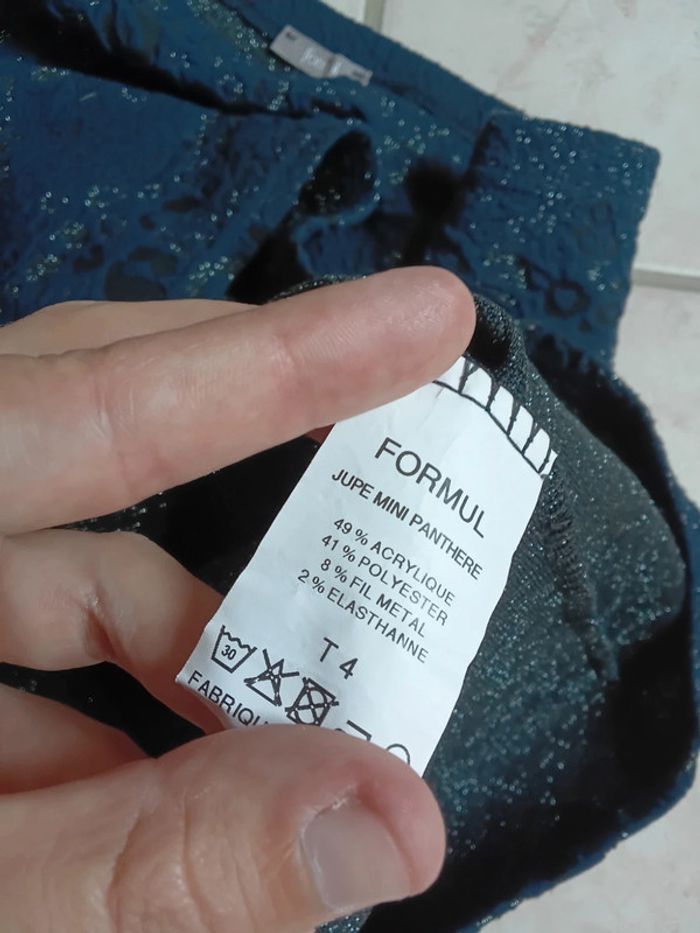 FORMUL
JUPE MINI PANTHERE
49 % ACRYLIQUE
41 % POLYESTER
8 % FIL METAL
2 % ELASTHANNE
T 4
30